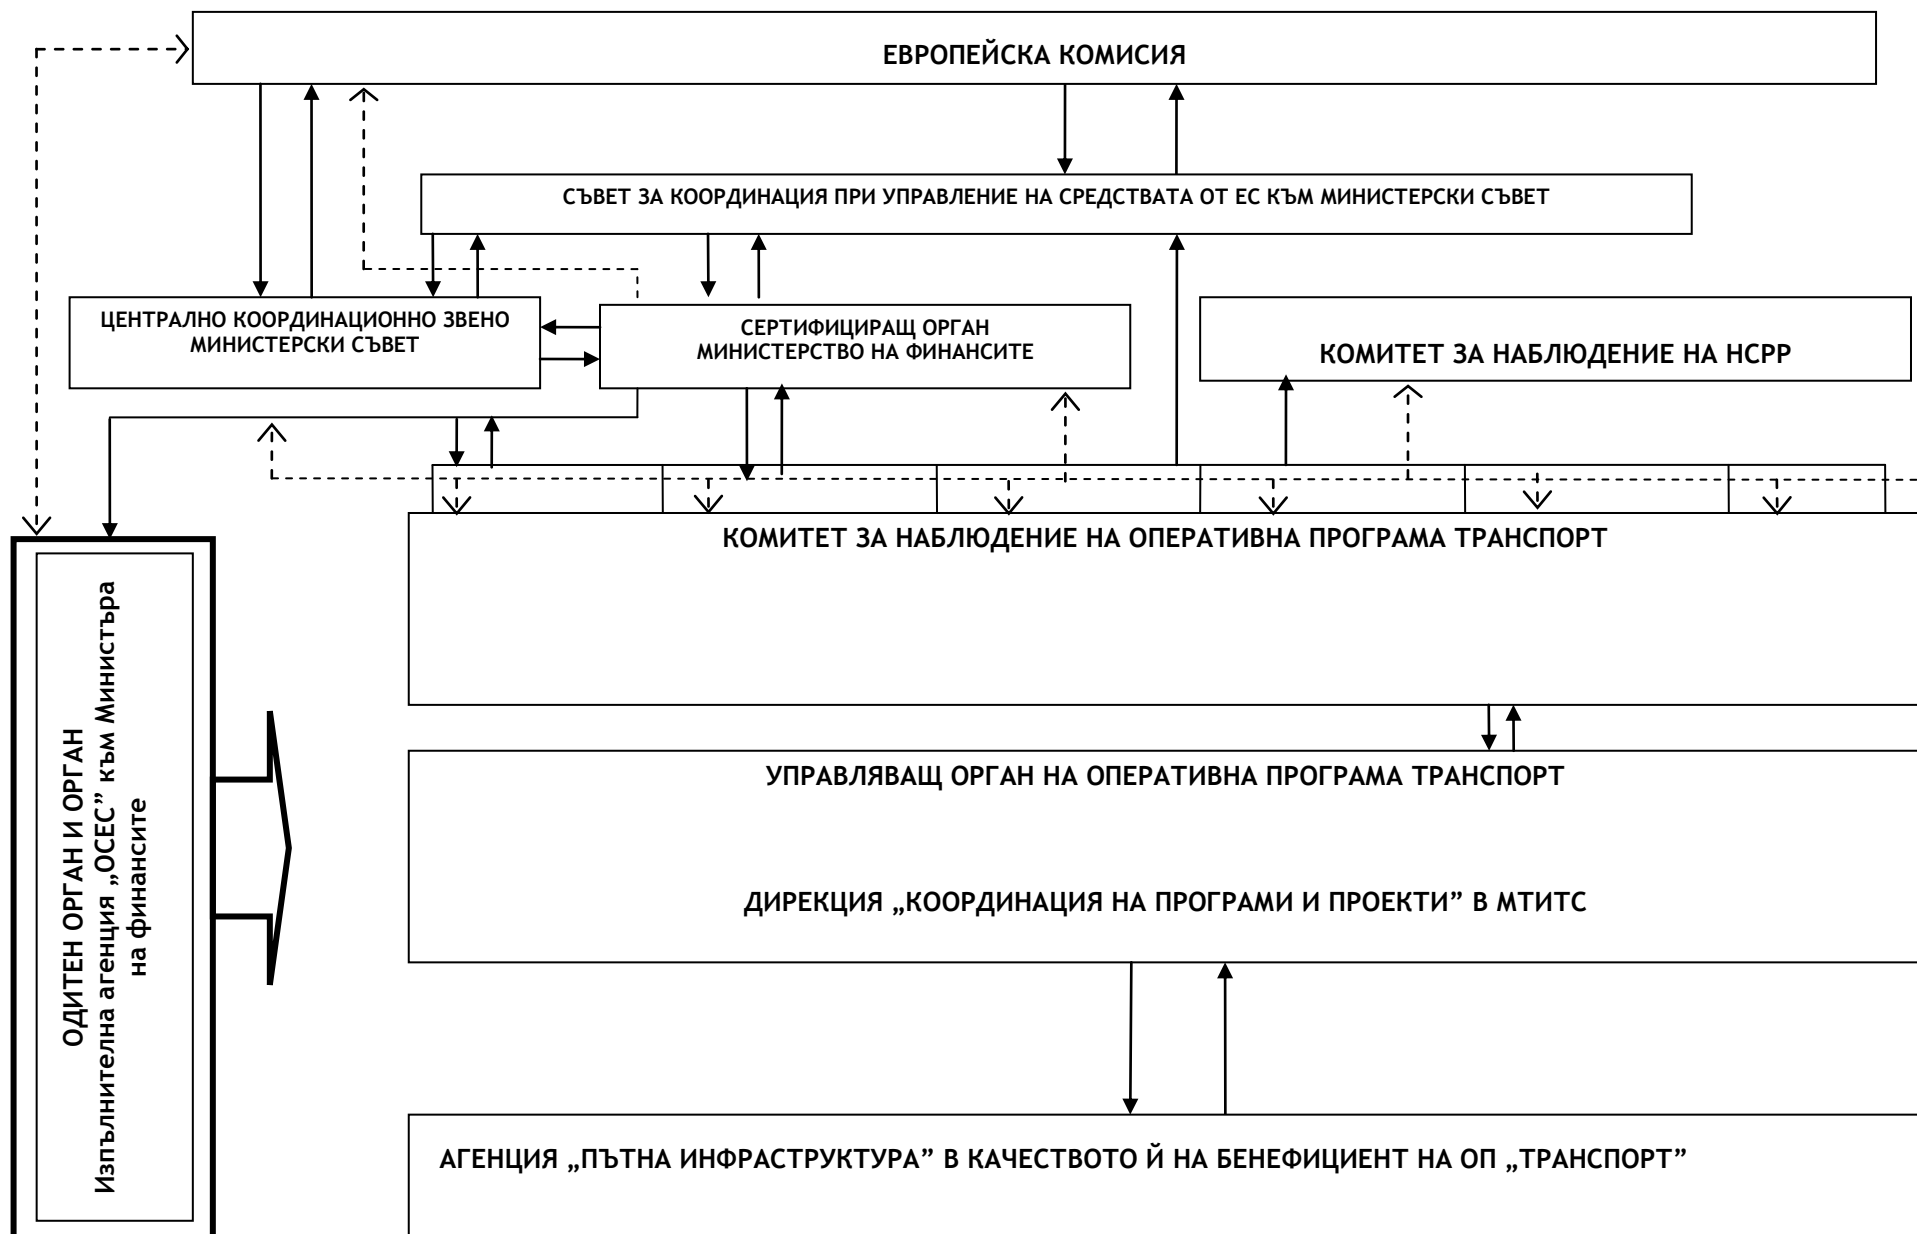 ЕВРОПЕЙСКА КОМИСИЯ
СЪВЕТ ЗА КООРДИНАЦИЯ ПРИ УПРАВЛЕНИЕ НА СРЕДСТВАТА ОТ ЕС КЪМ МИНИСТЕРСКИ СЪВЕТ
ЦЕНТРАЛНО КООРДИНАЦИОННО ЗВЕНО
МИНИСТЕРСКИ СЪВЕТ
СЕРТИФИЦИРАЩ ОРГАН
МИНИСТЕРСТВО НА ФИНАНСИТЕ
КОМИТЕТ ЗА НАБЛЮДЕНИЕ НА НСРР
КОМИТЕТ ЗА НАБЛЮДЕНИЕ НА ОПЕРАТИВНА ПРОГРАМА ТРАНСПОРТ
ОДИТЕН ОРГАН И ОРГАН
Изпълнителна агенция „ОСЕС” към Министъра
на финансите
УПРАВЛЯВАЩ ОРГАН НА ОПЕРАТИВНА ПРОГРАМА ТРАНСПОРТ
ДИРЕКЦИЯ „КООРДИНАЦИЯ НА ПРОГРАМИ И ПРОЕКТИ” В МТИТС
АГЕНЦИЯ „ПЪТНА ИНФРАСТРУКТУРА” В КАЧЕСТВОТО Й НА БЕНЕФИЦИЕНТ НА ОП „ТРАНСПОРТ”